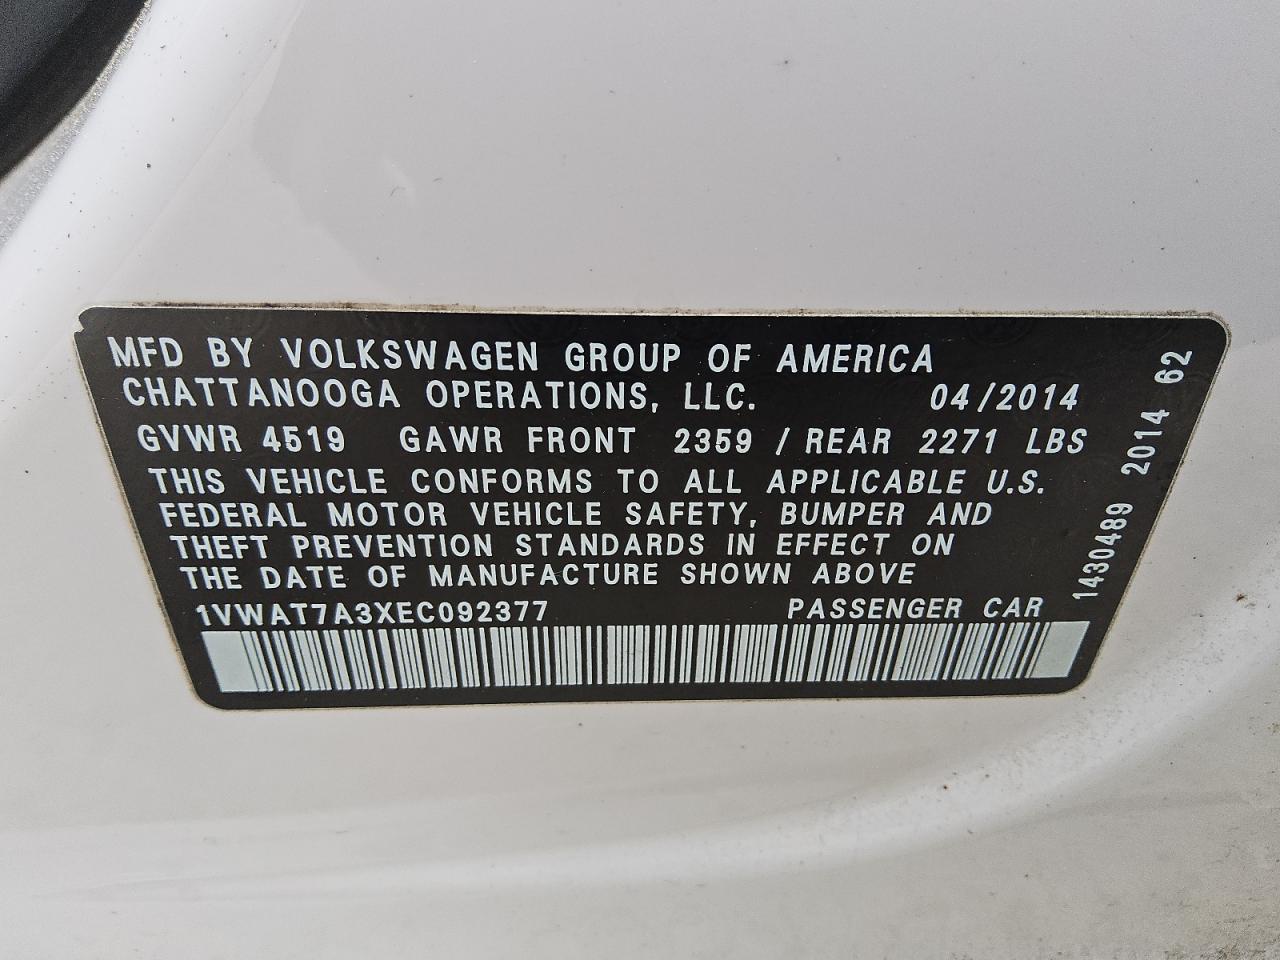 MFD BY VOLKSWAGEN GROUP OF AMERICA
CHATTANOOGA OPERATIONS, LLC. 04/2014
GVWR 4519 GAWR FRONT 2359 / REAR 2271 LBS
THIS VEHICLE CONFORMS TO ALL APPLICABLE U.S.
FEDERAL MOTOR VEHICLE SAFETY, BUMPER AND
THEFT PREVENTION STANDARDS IN EFFECT ON
THE DATE OF MANUFACTURE SHOWN ABOVE
1VWAT7A3XEC092377 PASSENGER CAR
1430489 2014 62